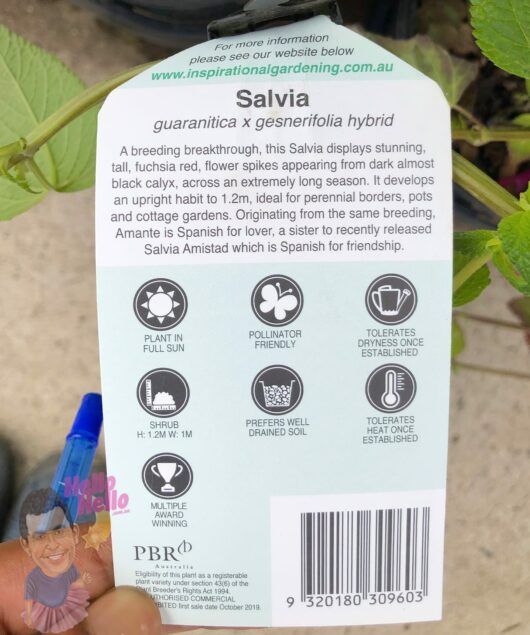 For more information
please see our website below
www.inspirationalgardening.com.au
Salvia
guaranitica x gesnerifolia hybrid
A breeding breakthrough, this Salvia displays stunning,
tall, fuchsia red, flower spikes appearing from dark almost
black calyx, across an extremely long season. It develops
an upright habit to 1.2m, ideal for perennial borders, pots
and cottage gardens. Originating from the same breeding,
Amante is Spanish for lover, a sister to recently released
Salvia Amistad which is Spanish for friendship.
PLANT IN
FULL SUN
POLLINATOR
FRIENDLY
TOLERATES
DRYNESS ONCE
ESTABLISHED
SHRUB
H: 1.2M W: 1M
PREFERS WELL
DRAINED SOIL
TOLERATES
HEAT ONCE
ESTABLISHED
MULTIPLE
AWARD
WINNING
Hello
Hello
.com.au
PBR
Australia
Eligibility of this plant as a registerable
plant variety under section 43(6) of the
Plant Breeder's Rights Act 1994.
UTHORISED COMMERCIAL
IBITED first sale date October 2019.
9 320180 309603